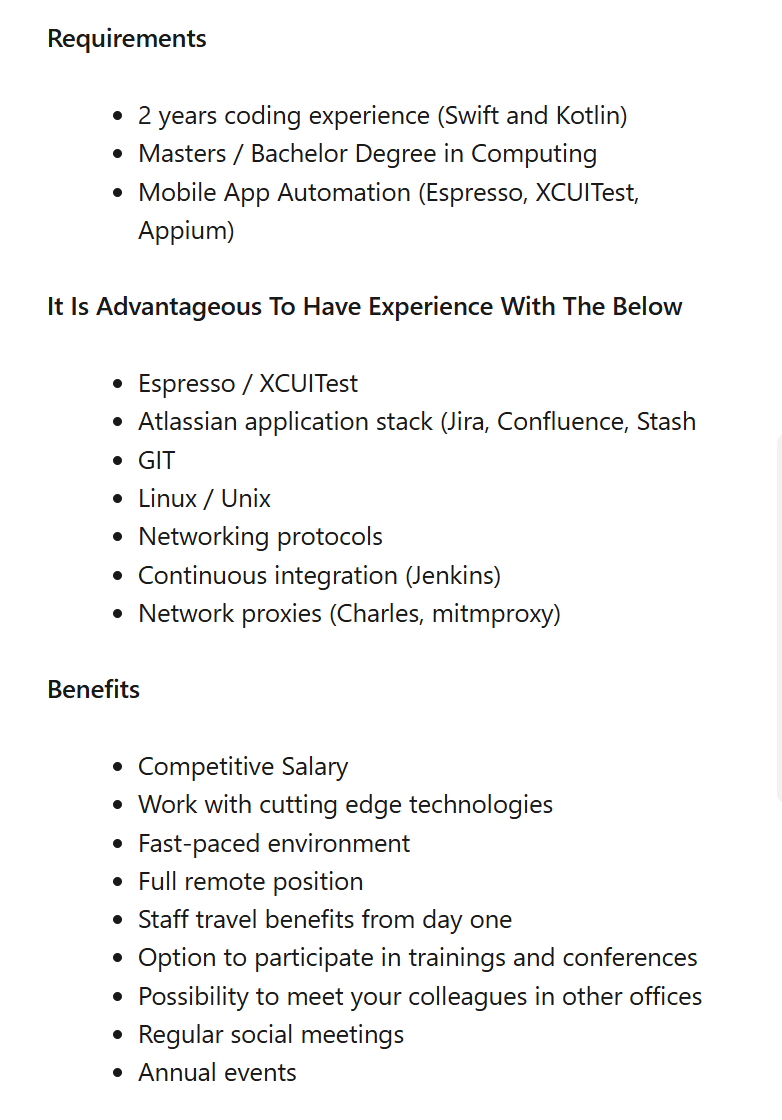 Requirements
• 2 years coding experience (Swift and Kotlin)
• Masters / Bachelor Degree in Computing
• Mobile App Automation (Espresso, XCUITest,
Appium)
It Is Advantageous To Have Experience With The Below
• Espresso / XCUITest
• Atlassian application stack (Jira, Confluence, Stash
• GIT
• Linux / Unix
• Networking protocols
• Continuous integration (Jenkins)
• Network proxies (Charles, mitmproxy)
Benefits
• Competitive Salary
• Work with cutting edge technologies
• Fast-paced environment
• Full remote position
• Staff travel benefits from day one
• Option to participate in trainings and conferences
• Possibility to meet your colleagues in other offices
• Regular social meetings
• Annual events